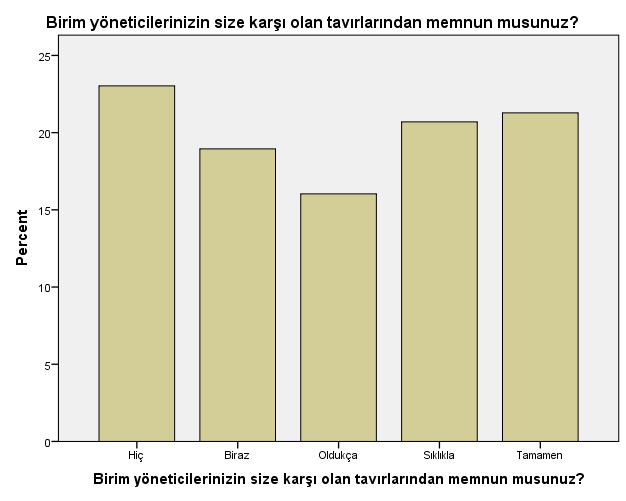 Birim yöneticilerinizin size karşı olan tavırlarından memnun musunuz?
25
20
15
10
5
0
Percent
Hiç
Biraz
Oldukça
Sıklıkla
Tamamen
Birim yöneticilerinizin size karşı olan tavırlarından memnun musunuz?